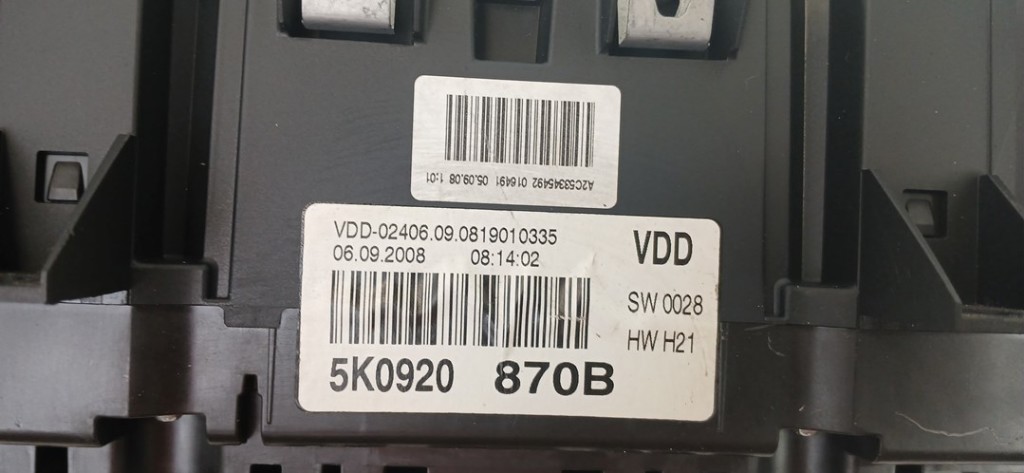 A2C53345492 016491 05.09.08 1:01
VDD-02406.09.0819010335
VDD
06.09.2008 08:14:02
SW 0028
HW H21
5K0920 870B